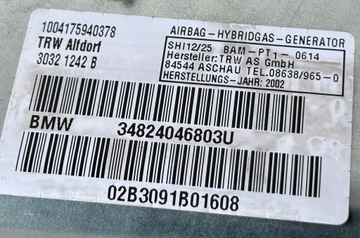 1004175940378
TRW Alfdorf
3032 1242 B
AIRBAG - HYBRIDGAS - GENERATOR
SHI12/25 BAM-PT1-0614
Hersteller: TRW AS GmbH
84544 ASCHAU TEL.08638/965-0
HERSTELLUNGS-JAHR: 2002
BMW 34824046803U
02B3091B01608